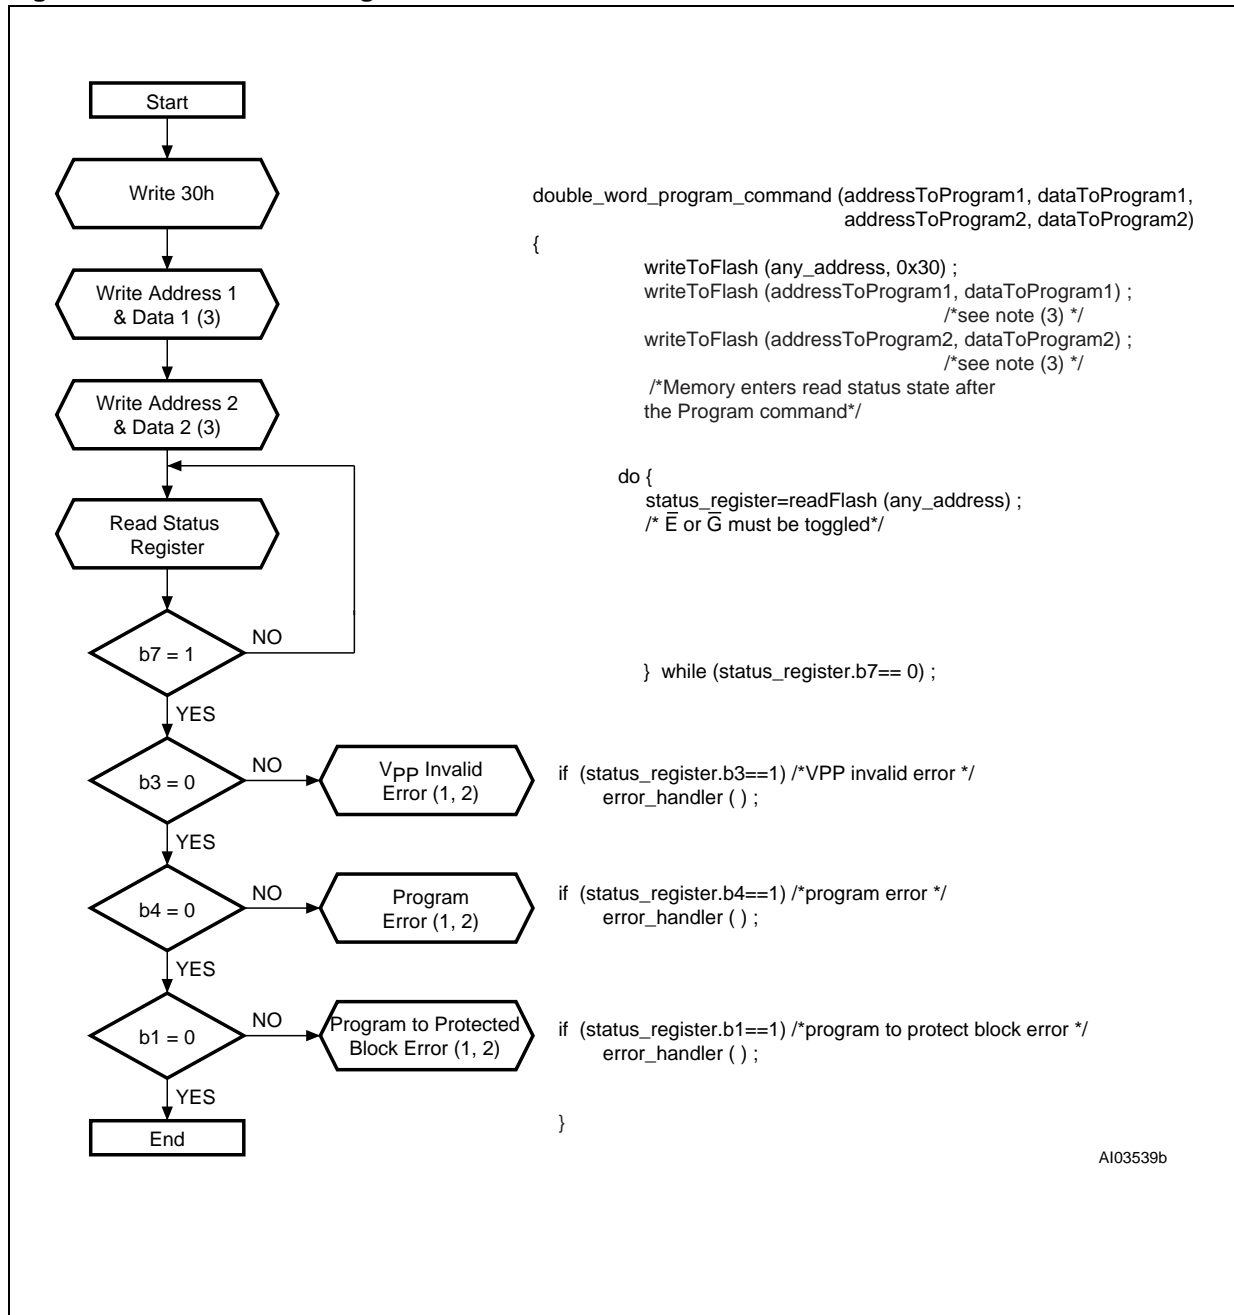 Start
Write 30h
Write Address 1
& Data 1 (3)
Write Address 2
& Data 2 (3)
Read Status
Register
b7 = 1
NO
YES
b3 = 0
NO
VPP Invalid
Error (1, 2)
YES
b4 = 0
NO
Program
Error (1, 2)
YES
b1 = 0
NO
Program to Protected
Block Error (1, 2)
YES
End
double_word_program_command (addressToProgram1, dataToProgram1,
addressToProgram2, dataToProgram2)
{
writeToFlash (any_address, 0x30) ;
writeToFlash (addressToProgram1, dataToProgram1) ;
/*see note (3) */
writeToFlash (addressToProgram2, dataToProgram2) ;
/*see note (3) */
/*Memory enters read status state after
the Program command*/
do {
status_register=readFlash (any_address) ;
/* E̅ or G̅ must be toggled*/
} while (status_register.b7== 0) ;
if (status_register.b3==1) /*VPP invalid error */
error_handler ( ) ;
if (status_register.b4==1) /*program error */
error_handler ( ) ;
if (status_register.b1==1) /*program to protect block error */
error_handler ( ) ;
}
AI03539b